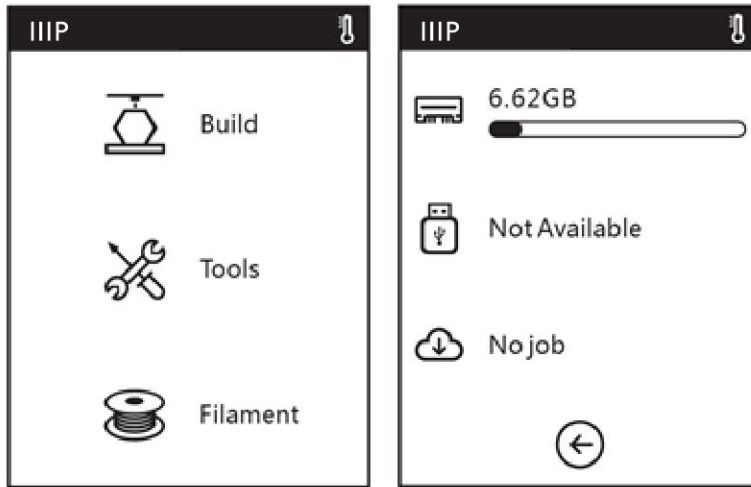 IIIP
Build
Tools
Filament
IIIP
6.62GB
Not Available
No job